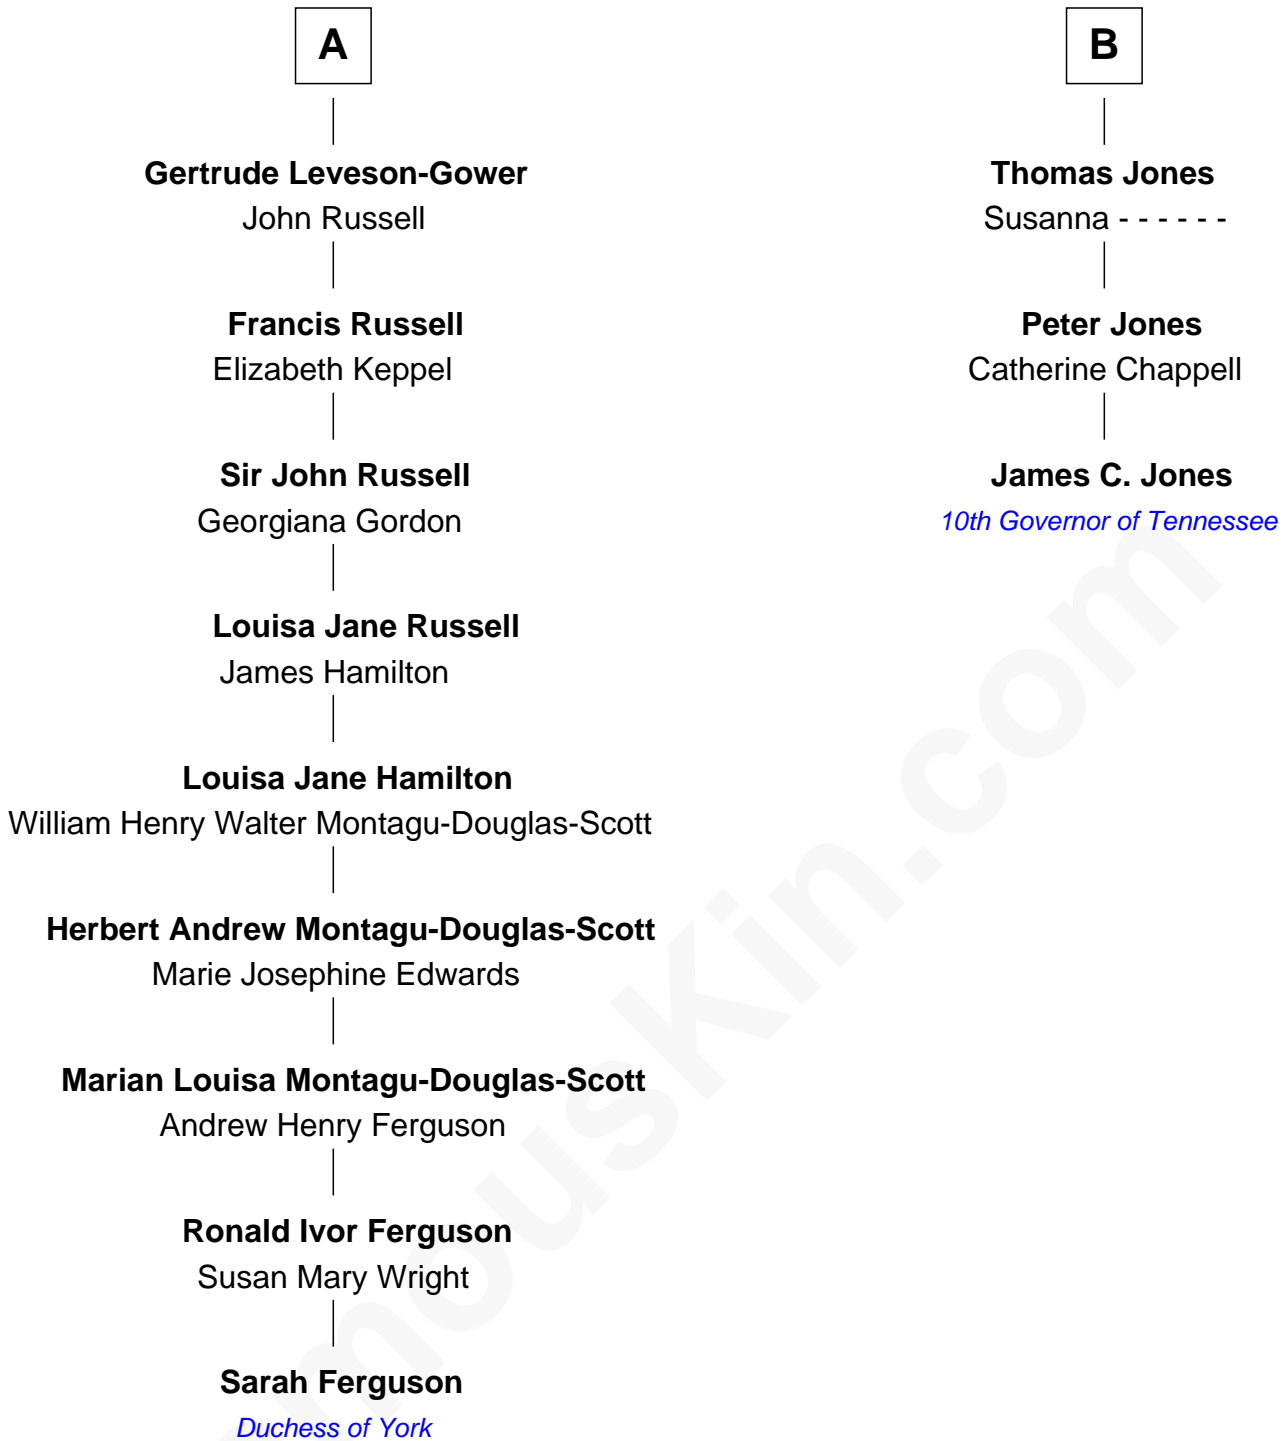 A
Gertrude Leveson-Gower
John Russell
Francis Russell
Elizabeth Keppel
Sir John Russell
Georgiana Gordon
Louisa Jane Russell
James Hamilton
Louisa Jane Hamilton
William Henry Walter Montagu-Douglas-Scott
Herbert Andrew Montagu-Douglas-Scott
Marie Josephine Edwards
Marian Louisa Montagu-Douglas-Scott
Andrew Henry Ferguson
Ronald Ivor Ferguson
Susan Mary Wright
Sarah Ferguson
Duchess of York
B
Thomas Jones
Susanna - - - - - -
Peter Jones
Catherine Chappell
James C. Jones
10th Governor of Tennessee
mousKin.com